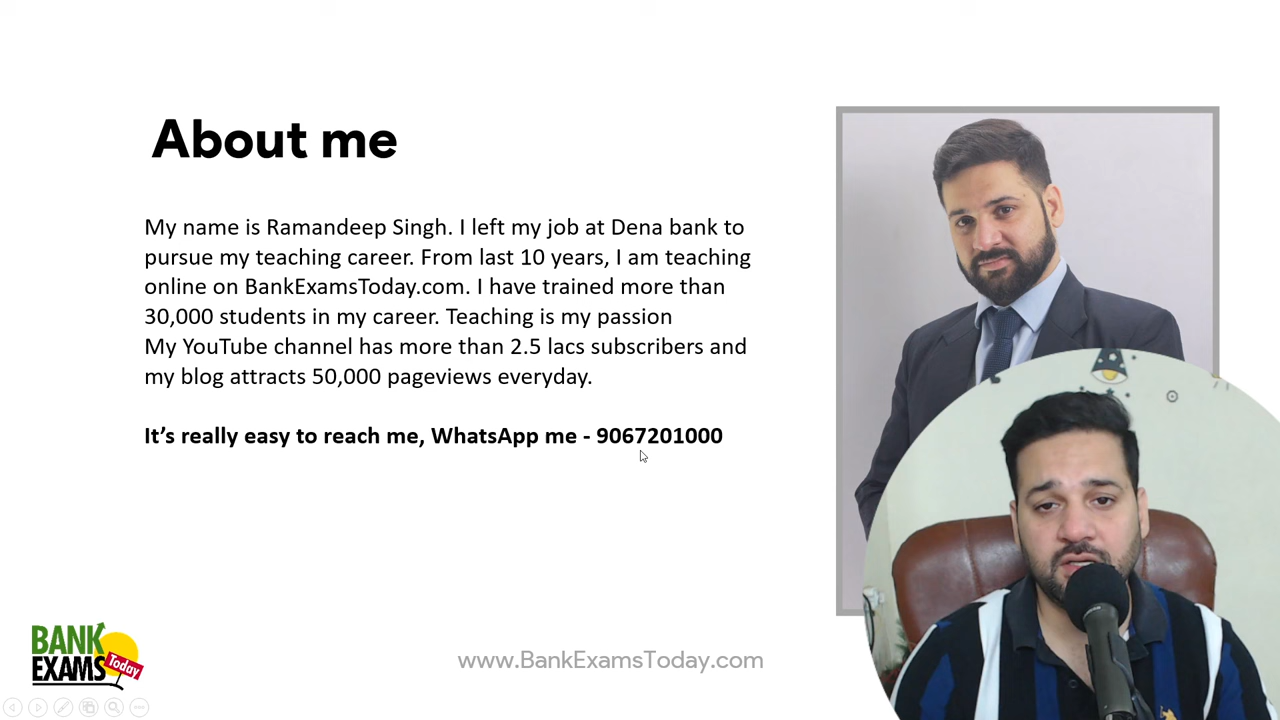 About me
My name is Ramandeep Singh. I left my job at Dena bank to
pursue my teaching career. From last 10 years, I am teaching
online on BankExamsToday.com. I have trained more than
30,000 students in my career. Teaching is my passion
My YouTube channel has more than 2.5 lacs subscribers and
my blog attracts 50,000 pageviews everyday.
It’s really easy to reach me, WhatsApp me - 9067201000
BANK
EXAMS
Today
www.BankExamsToday.com